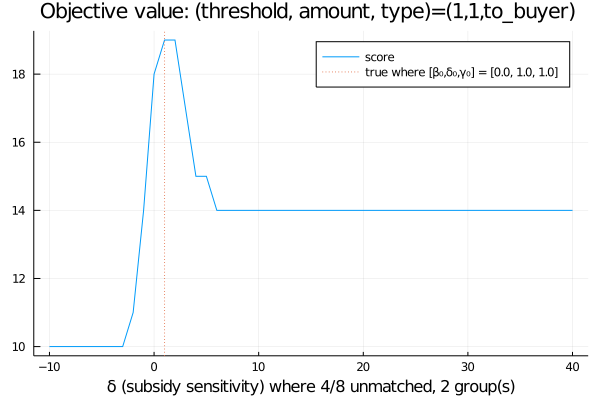 Objective value: (threshold, amount, type)=(1,1,to_buyer)
score
true where [β₀,δ₀,γ₀] = [0.0, 1.0, 1.0]
18
16
14
12
10
−10
0
10
20
30
40
δ (subsidy sensitivity) where 4/8 unmatched, 2 group(s)